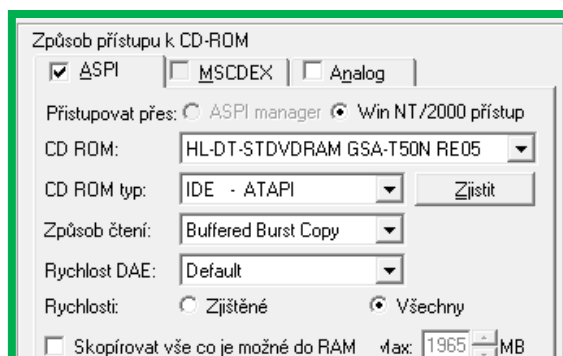 Způsob přístupu k CD-ROM
ASPI MSCDEX Analog
Přistupovat přes: ASPI manager Win NT/2000 přístup
CD ROM: HL-DT-STDVDRAM GSA-T50N RE05
CD ROM typ: IDE - ATAPI Zjistit
Způsob čtení: Buffered Burst Copy
Rychlost DAE: Default
Rychlosti: Zjištěné Všechny
Skopírovat vše co je možné do RAM Max: 1965 MB